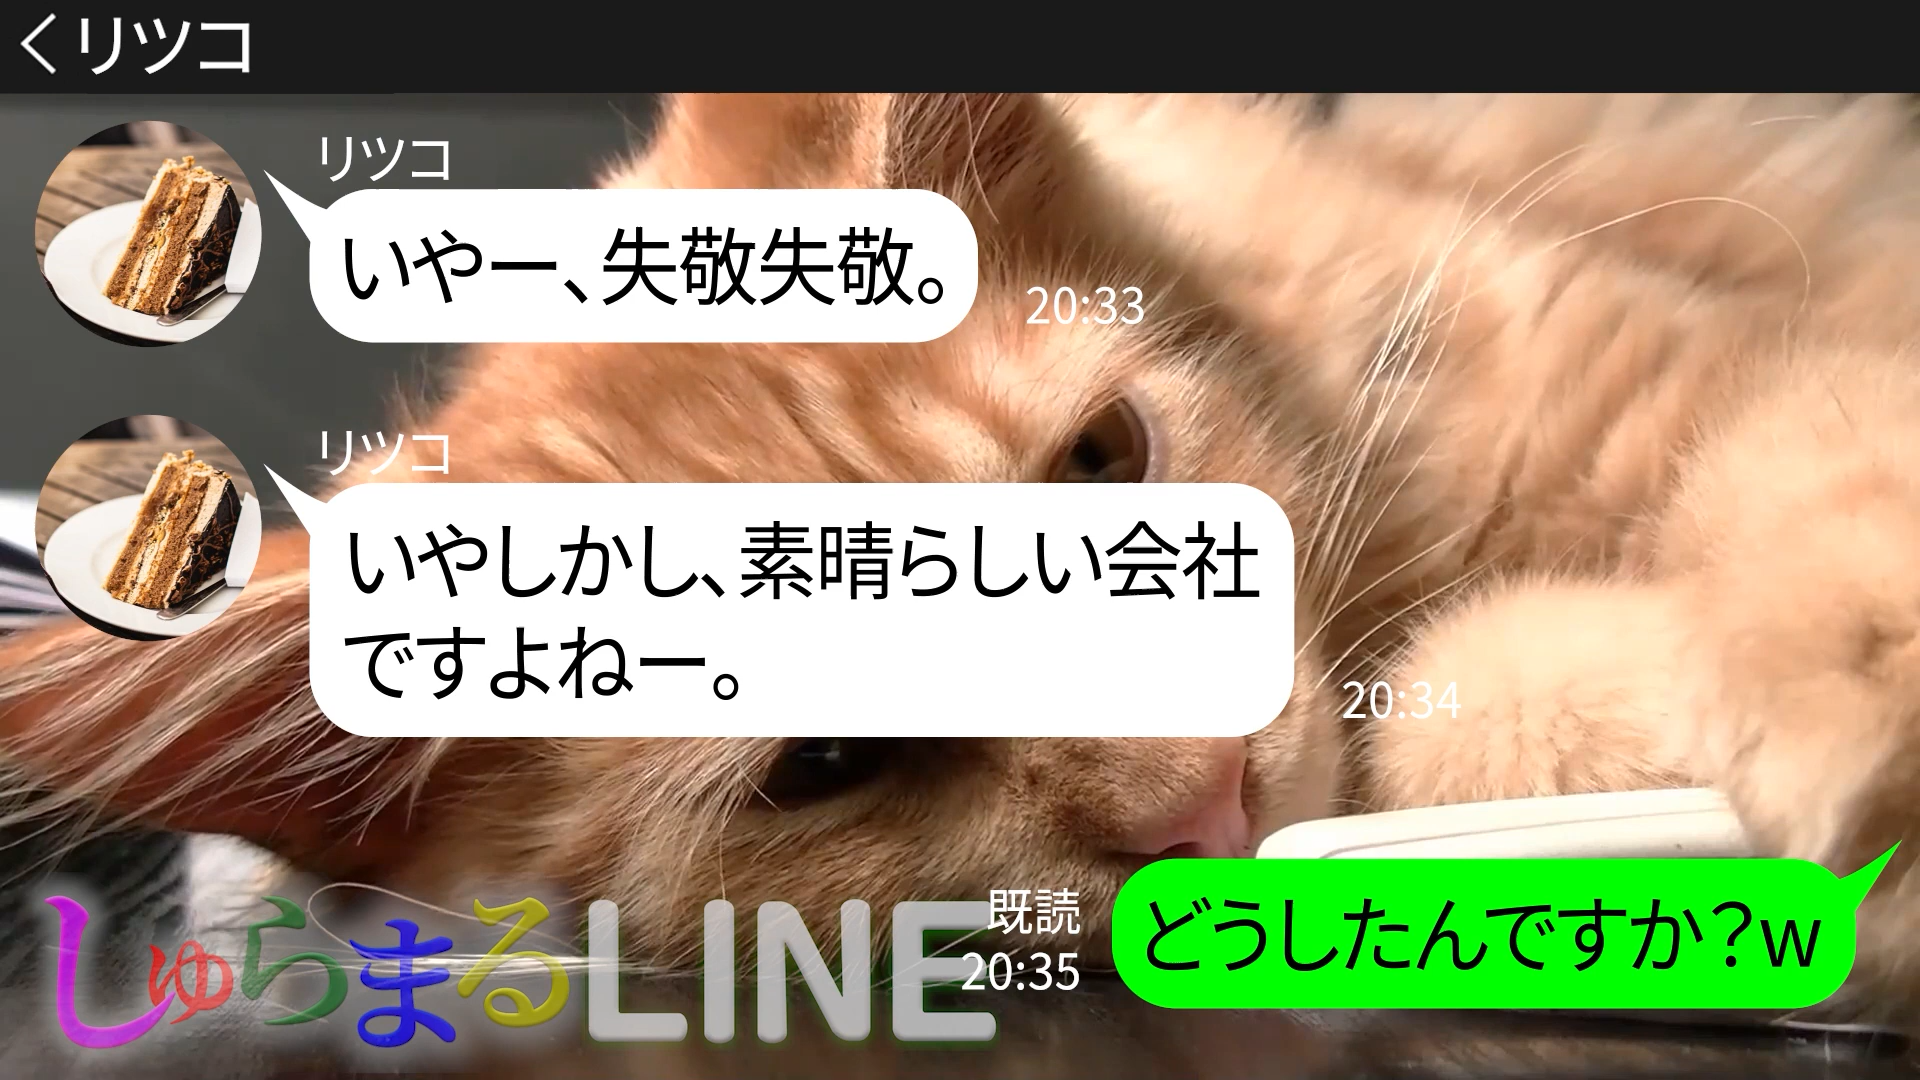 リツコ
リツコ
いやー、失敬失敬。
20:33
リツコ
いやしかし、素晴らしい会社
ですよねー。
20:34
どうしたんですか？w
既読
20:35
しゅらまるLINE